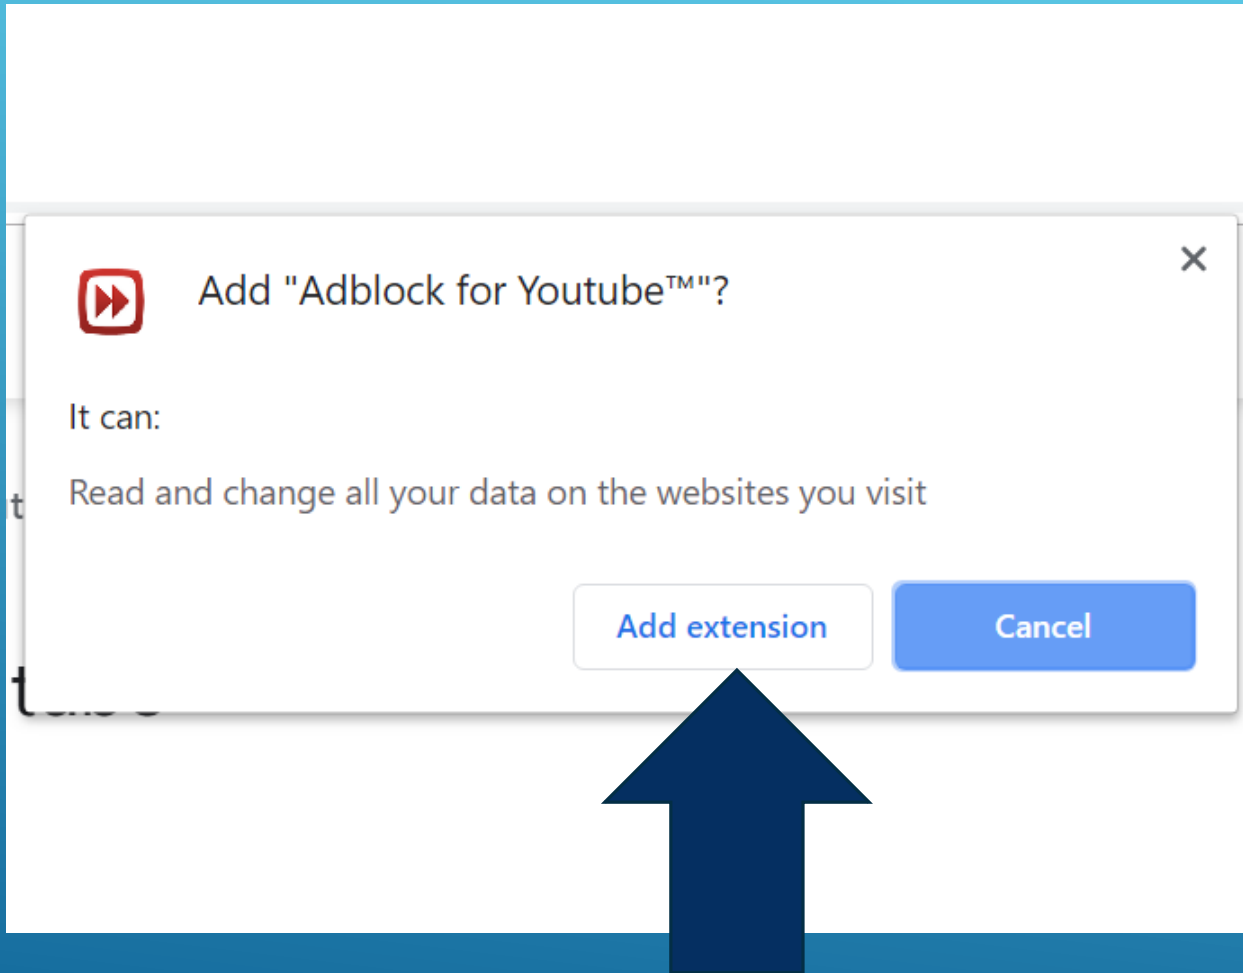 Add "Adblock for Youtube™"?
It can:
Read and change all your data on the websites you visit
Add extension
Cancel